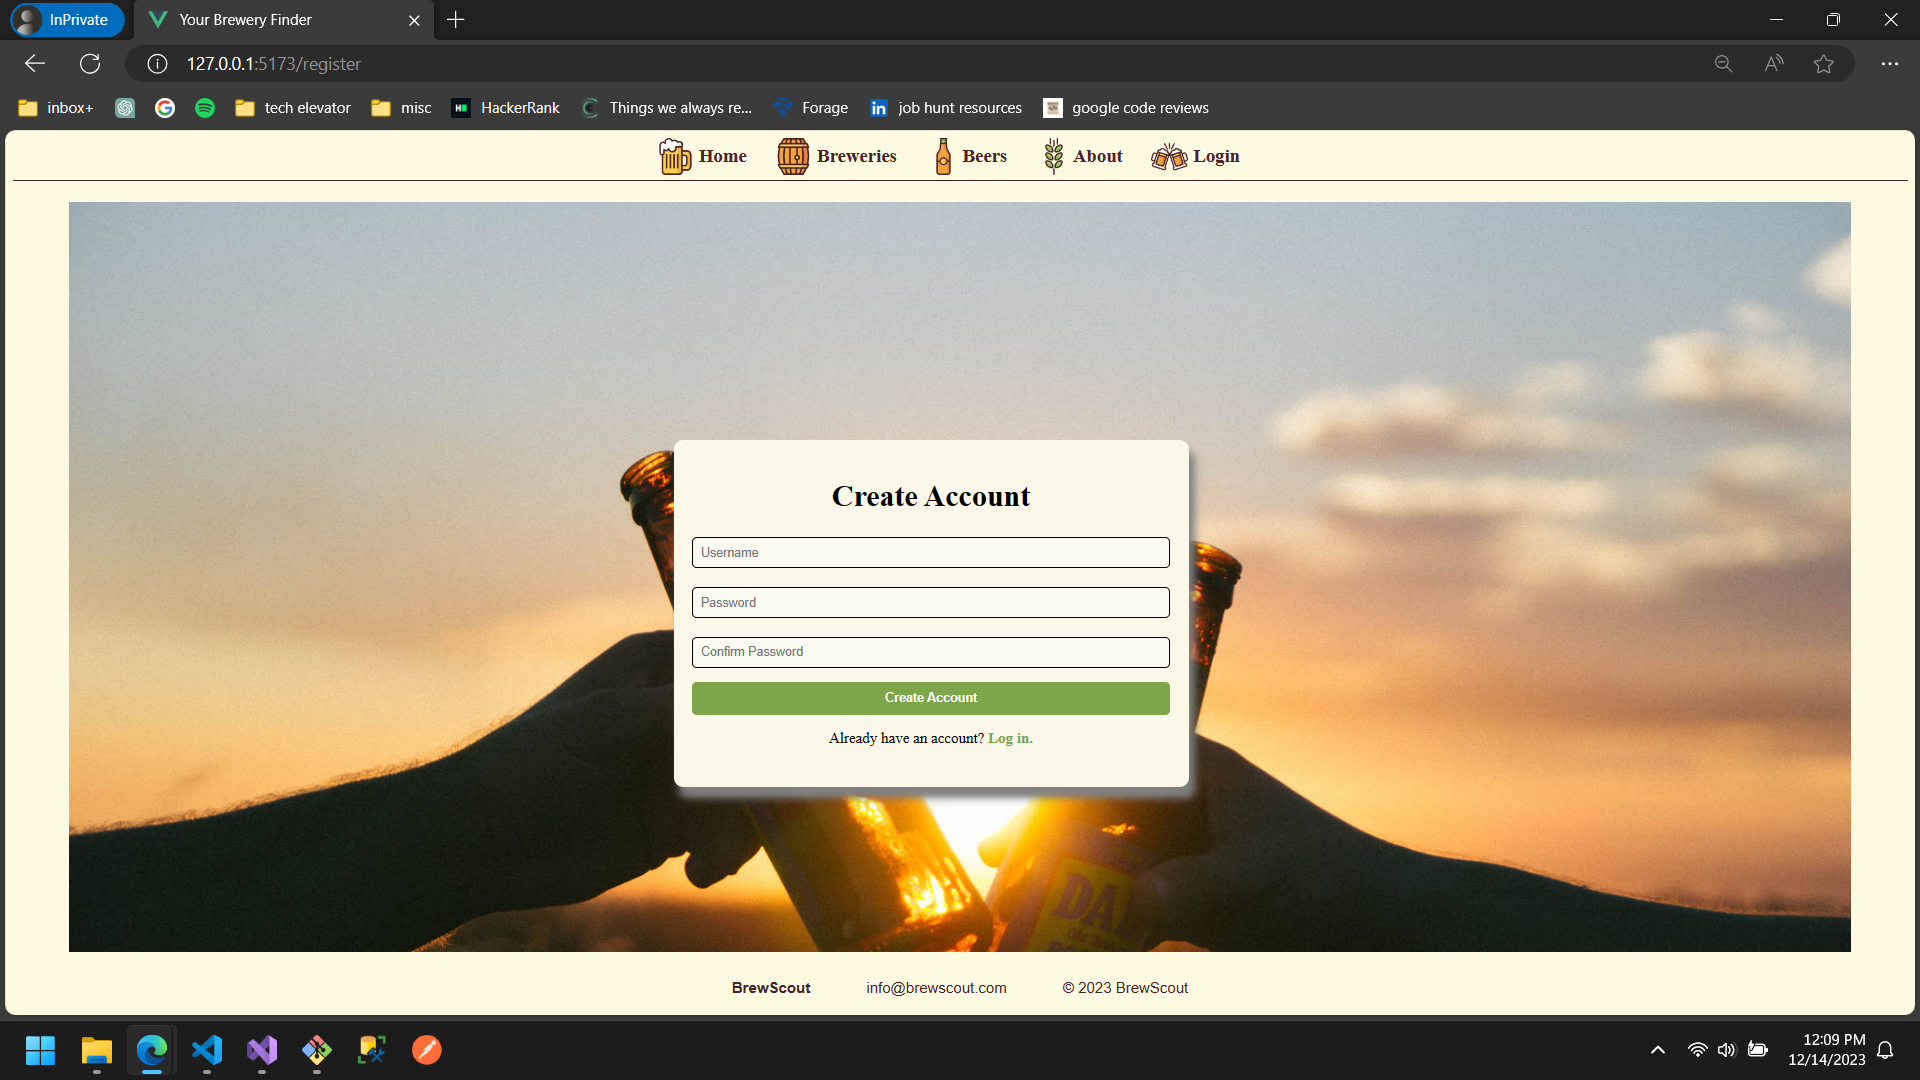 InPrivate
Your Brewery Finder
127.0.0.1:5173/register
inbox+
tech elevator
misc
HackerRank
Things we always re...
Forage
job hunt resources
google code reviews
Home
Breweries
Beers
About
Login
Create Account
Username
Password
Confirm Password
Create Account
Already have an account? Log in.
BrewScout
info@brewscout.com
© 2023 BrewScout
12:09 PM
12/14/2023